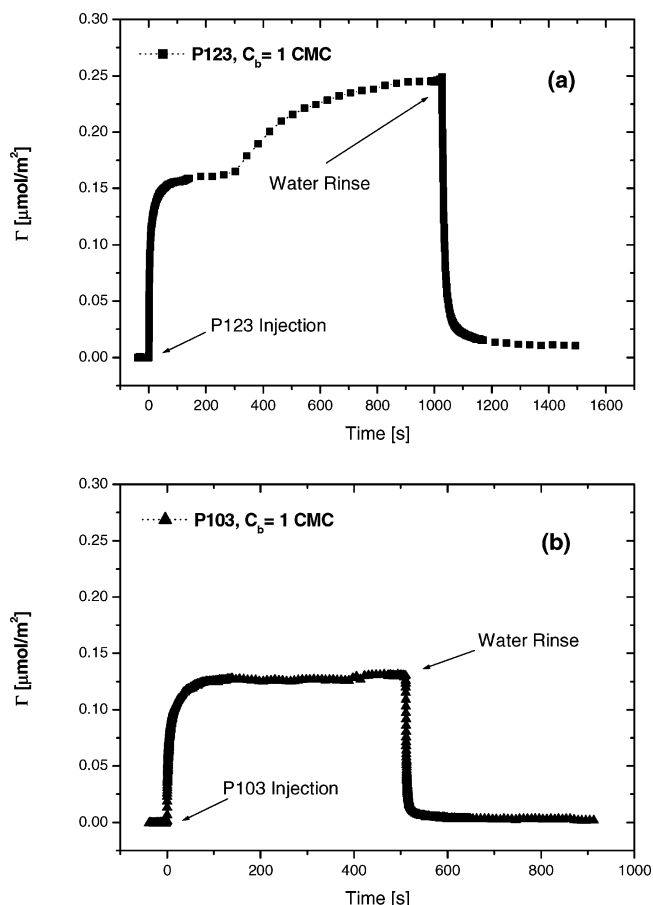 0.30
P123, C_b= 1 CMC
(a)
0.25
0.20
Water Rinse
0.15
0.10
0.05
P123 Injection
0.00
0 200 400 600 800 1000 1200 1400 1600
Γ [μmol/m²]
Time [s]
0.30
P103, C_b= 1 CMC
(b)
0.25
0.20
Water Rinse
0.15
0.10
0.05
P103 Injection
0.00
0 200 400 600 800 1000
Γ [μmol/m²]
Time [s]